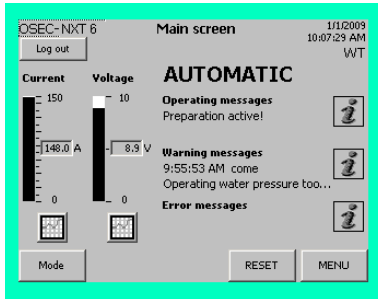 OSEC-NXT 6 Main screen 1/1/2009
Log out 10:07:29 AM
WT
AUTOMATIC
Current Voltage
150 10
Operating messages
Preparation active!
148.0 A 8.9 V
Warning messages
9:55:53 AM come
Operating water pressure too...
0 0
Error messages
Mode RESET MENU